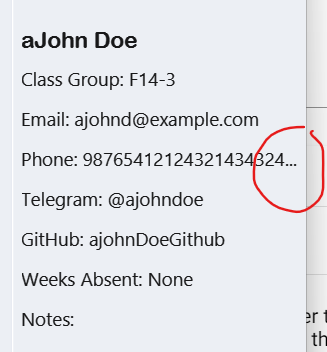 aJohn Doe
Class Group: F14-3
Email: ajohnd@example.com
Phone: 98765412124321434324...
Telegram: @ajohndoe
GitHub: ajohnDoeGithub
Weeks Absent: None
Notes: